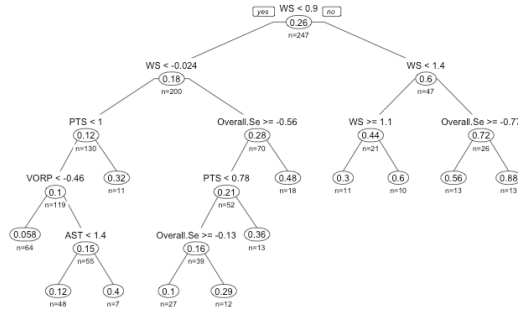 WS < 0.9
yes no
0.26
n=247
WS < -0.024 WS < 1.4
0.18 0.6
n=200 n=47
PTS < 1 Overall.Se >= -0.56 WS >= 1.1 Overall.Se >= -0.77
0.12 0.28 0.44 0.72
n=130 n=70 n=21 n=26
VORP < -0.46 PTS < 0.78
0.1 0.32 0.21 0.48 0.3 0.6 0.56 0.88
n=119 n=11 n=52 n=18 n=11 n=10 n=13 n=13
AST < 1.4 Overall.Se >= -0.13
0.058 0.15 0.16 0.36
n=64 n=55 n=39 n=13
0.12 0.4 0.1 0.29
n=48 n=7 n=27 n=12